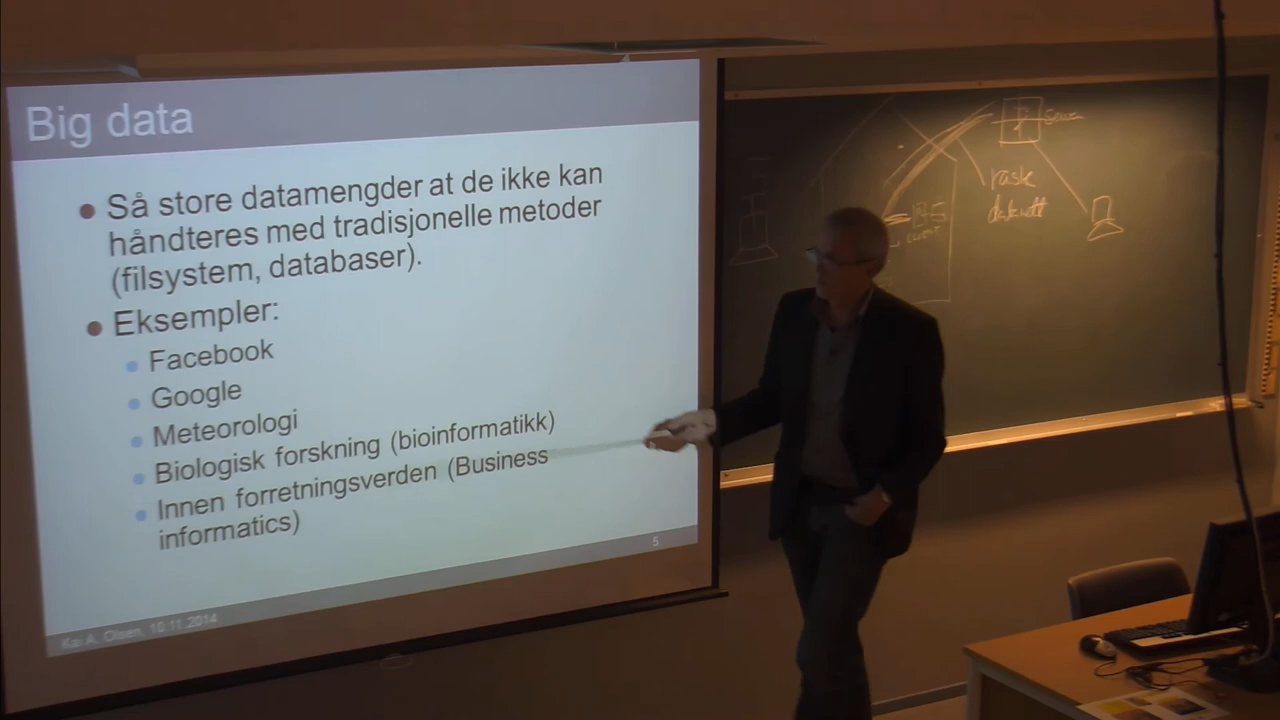 Big data
Så store datamengder at de ikke kan
håndteres med tradisjonelle metoder
(filsystem, databaser).
Eksempler:
Facebook
Google
Meteorologi
Biologisk forskning (bioinformatikk)
Innen forretningsverden (Business
informatics)
5
Kai A. Olsen, 10.11.2014
rask